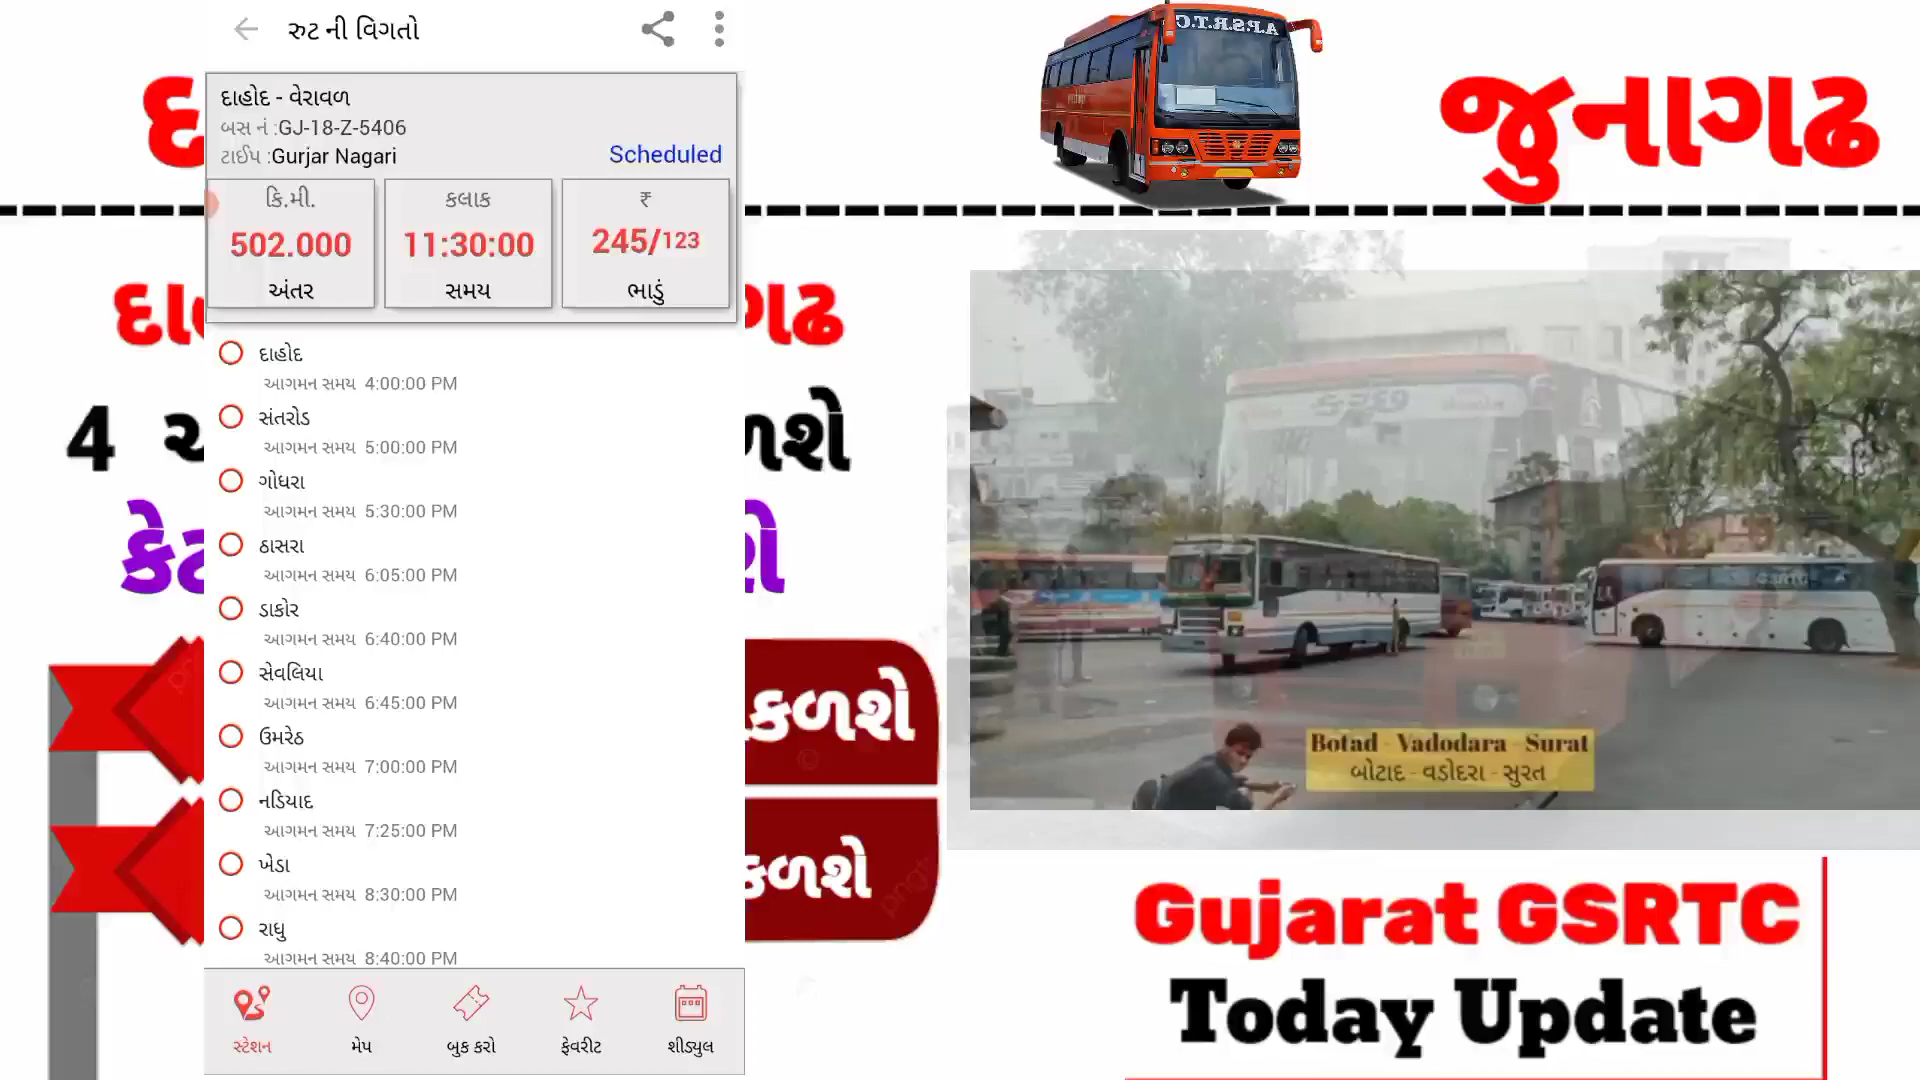 રુટ ની વિગતો
દાહોદ - વેરાવળ
બસ નં :GJ-18-Z-5406
ટાઈપ :Gurjar Nagari
Scheduled
કિ.મી.
502.000
અંતર
કલાક
11:30:00
સમય
₹
245/123
ભાડું
દાહોદ
આગમન સમય 4:00:00 PM
સંતરોડ
આગમન સમય 5:00:00 PM
ગોધરા
આગમન સમય 5:30:00 PM
ઠાસરા
આગમન સમય 6:05:00 PM
ડાકોર
આગમન સમય 6:40:00 PM
સેવલિયા
આગમન સમય 6:45:00 PM
ઉમરેઠ
આગમન સમય 7:00:00 PM
નડિયાદ
આગમન સમય 7:25:00 PM
ખેડા
આગમન સમય 8:30:00 PM
રાધુ
આગમન સમય 8:40:00 PM
સ્ટેશન
મેપ
બુક કરો
ફેવરીટ
શીડ્યુલ
4
A.P.S.R.T.C
જુનાગઢ
GSRTC
Botad - Vadodara - Surat
બોટાદ - વડોદરા - સુરત
Gujarat GSRTC
Today Update